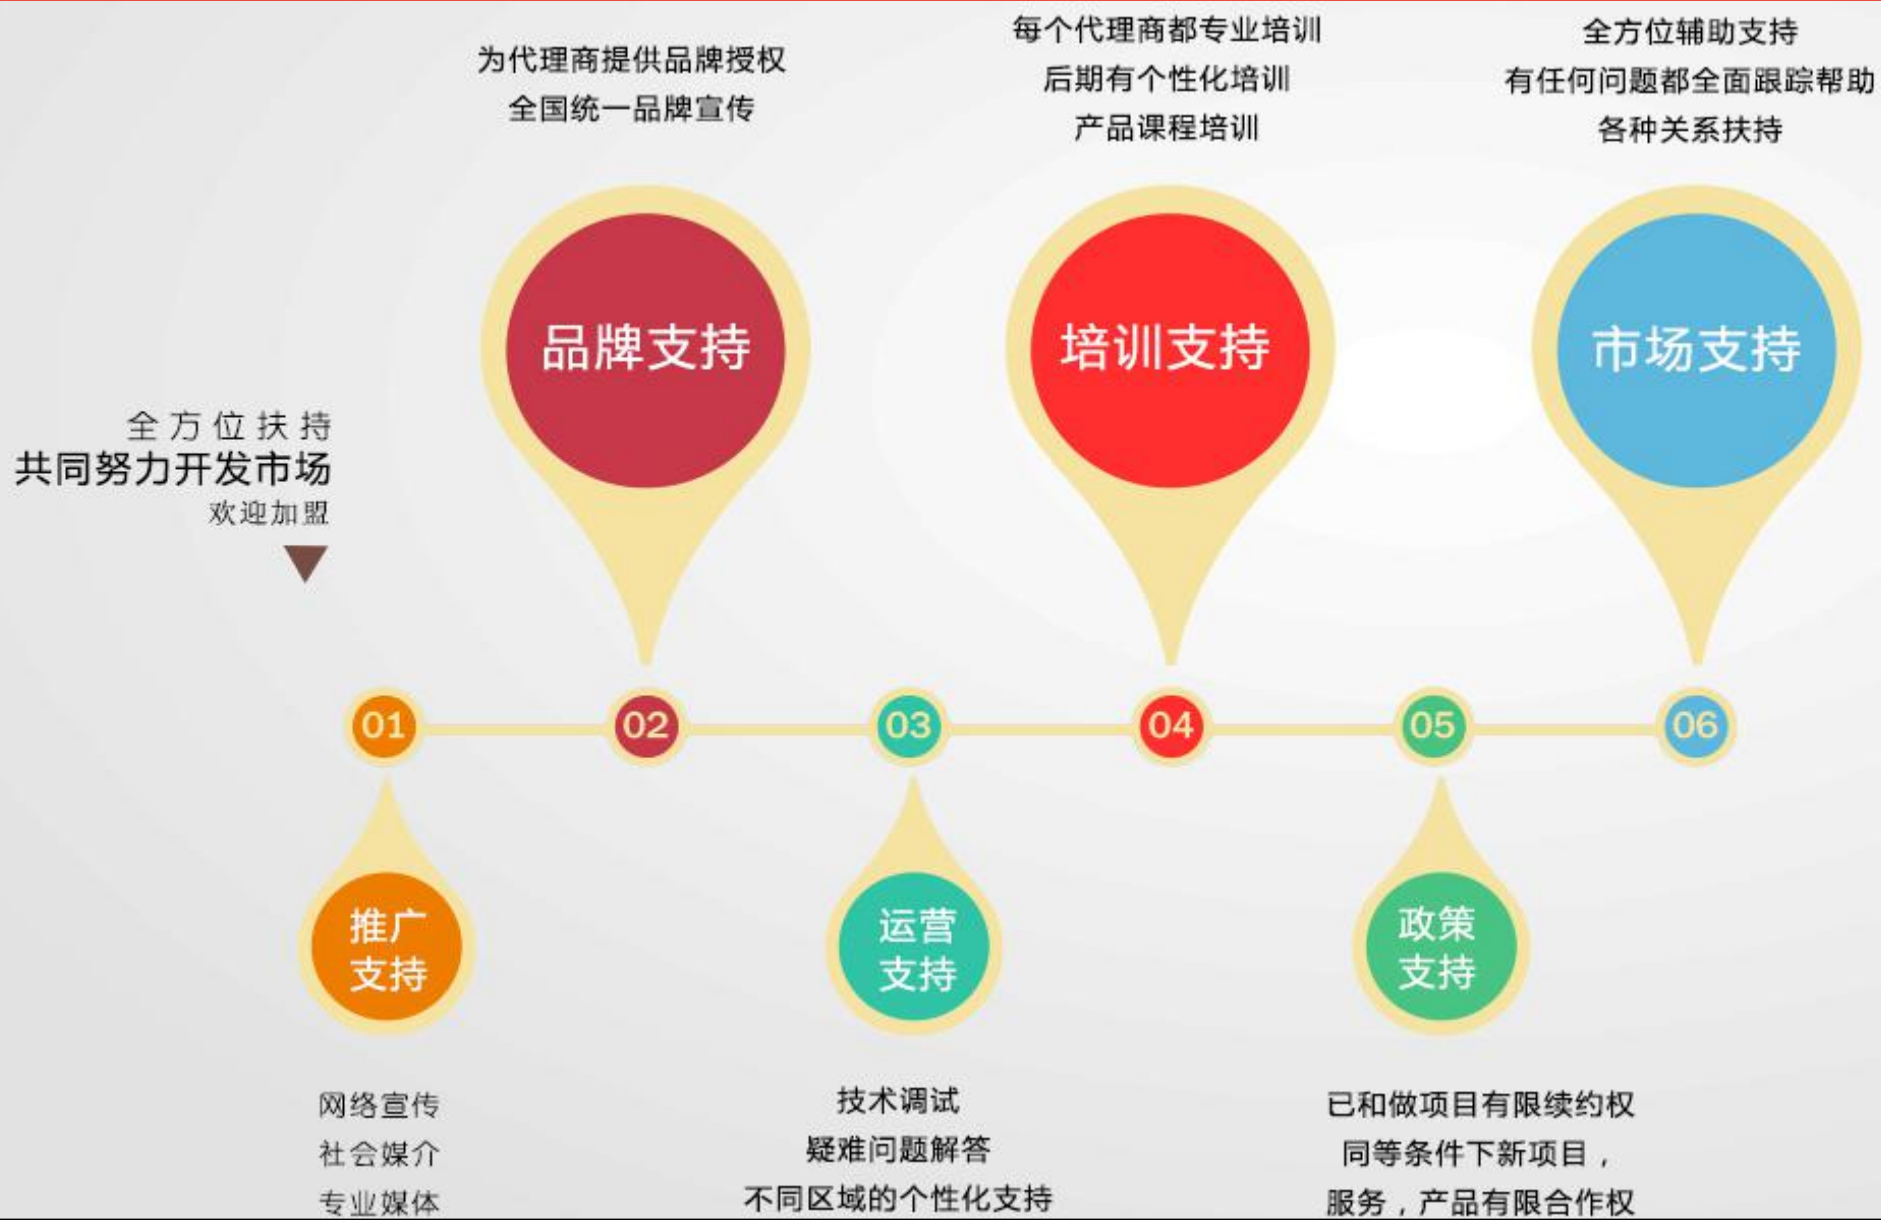 为代理商提供品牌授权
全国统一品牌宣传
每个代理商都专业培训
后期有个性化培训
产品课程培训
全方位辅助支持
有任何问题都全面跟踪帮助
各种关系扶持
品牌支持
培训支持
市场支持
全方位扶持
共同努力开发市场
欢迎加盟
01
02
03
04
05
06
推广
支持
运营
支持
政策
支持
网络宣传
社会媒介
专业媒体
技术调试
疑难问题解答
不同区域的个性化支持
已和做项目有限续约权
同等条件下新项目，
服务，产品有限合作权